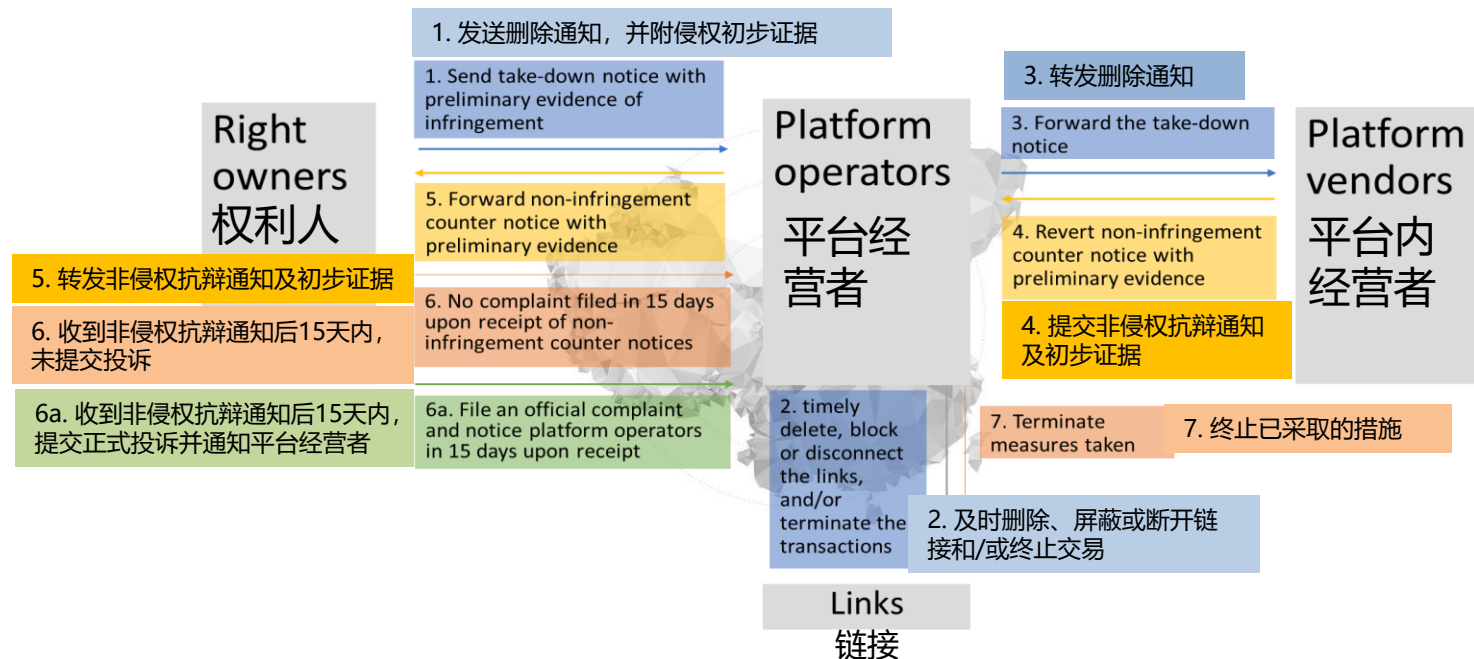 1. 发送删除通知，并附侵权初步证据
1. Send take-down notice with
preliminary evidence of
infringement
3. 转发删除通知
3. Forward the take-down
notice
Right
owners
权利人
Platform
operators
平台经
营者
Platform
vendors
平台内
经营者
5. Forward non-infringement
counter notice with
preliminary evidence
4. Revert non-infringement
counter notice with
preliminary evidence
5. 转发非侵权抗辩通知及初步证据
4. 提交非侵权抗辩通知
及初步证据
6. 收到非侵权抗辩通知后15天内，
未提交投诉
6. No complaint filed in 15 days
upon receipt of non-
infringement counter notices
6a. 收到非侵权抗辩通知后15天内，
提交正式投诉并通知平台经营者
6a. File an official complaint
and notice platform operators
in 15 days upon receipt
2. timely
delete, block
or disconnect
the links,
and/or
terminate the
transactions
7. Terminate
measures taken
7. 终止已采取的措施
2. 及时删除、屏蔽或断开链
接和/或终止交易
Links
链接